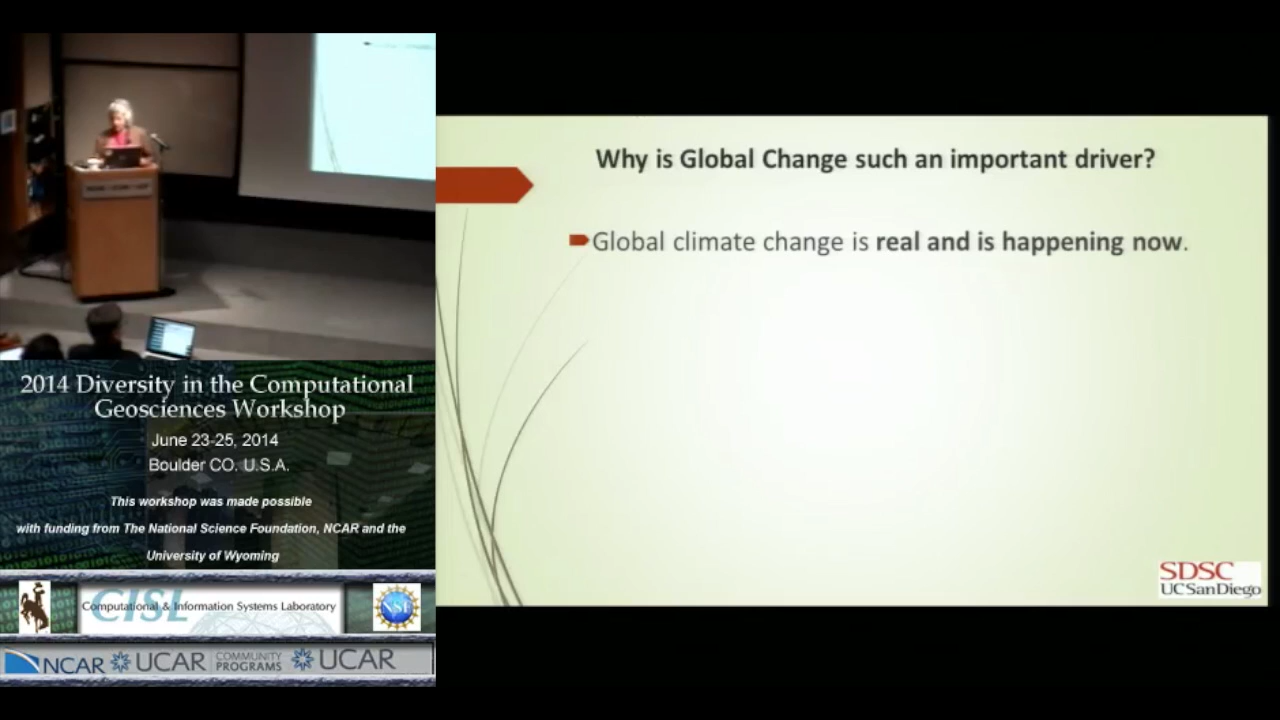 Why is Global Change such an important driver?
Global climate change is real and is happening now.
SDSC
UC San Diego
2014 Diversity in the Computational
Geosciences Workshop
June 23-25, 2014
Boulder CO. U.S.A.
This workshop was made possible
with funding from The National Science Foundation, NCAR and the
University of Wyoming
CISL
Computational & Information Systems Laboratory
NSF
NCAR
UCAR
COMMUNITY
PROGRAMS
UCAR